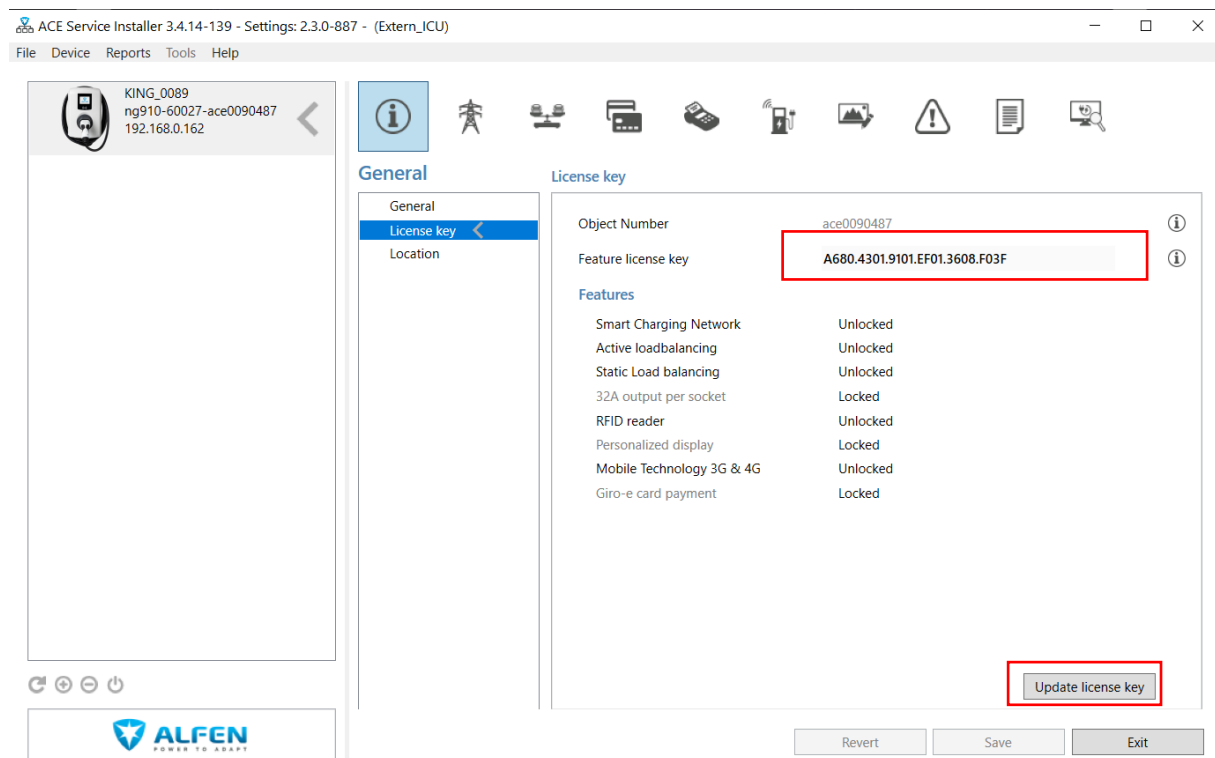 ACE Service Installer 3.4.14-139 - Settings: 2.3.0-887 - (Extern_ICU)
File Device Reports Tools Help
KING_0089
ng910-60027-ace0090487
192.168.0.162
General
General
License key
Location
License key
Object Number ace0090487
Feature license key A680.4301.9101.EF01.3608.F03F
Features
Smart Charging Network Unlocked
Active loadbalancing Unlocked
Static Load balancing Unlocked
32A output per socket Locked
RFID reader Unlocked
Personalized display Locked
Mobile Technology 3G & 4G Unlocked
Giro-e card payment Locked
Update license key
ALFEN
POWER TO ADAPT
Revert Save Exit